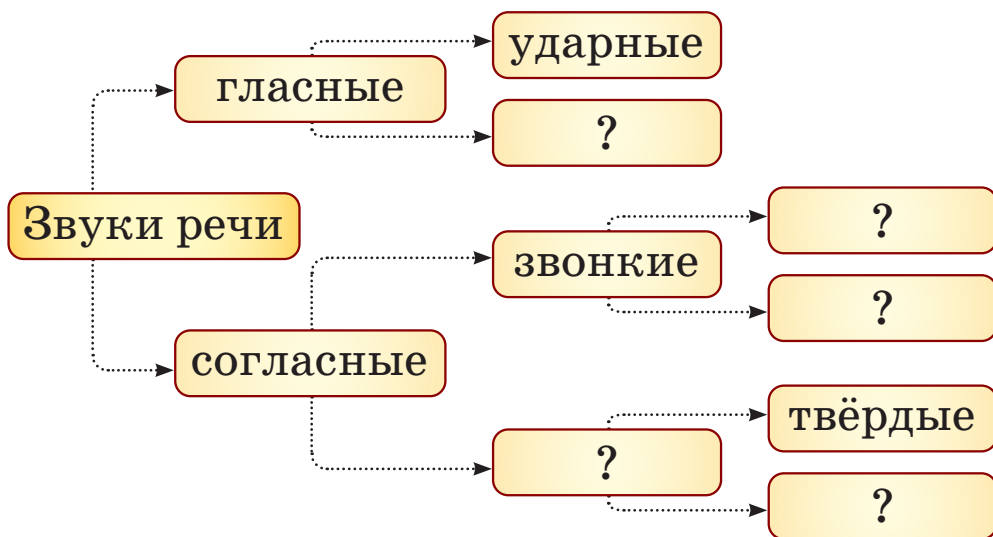 ударные
гласные
?
Звуки речи
?
звонкие
?
согласные
твёрдые
?
?